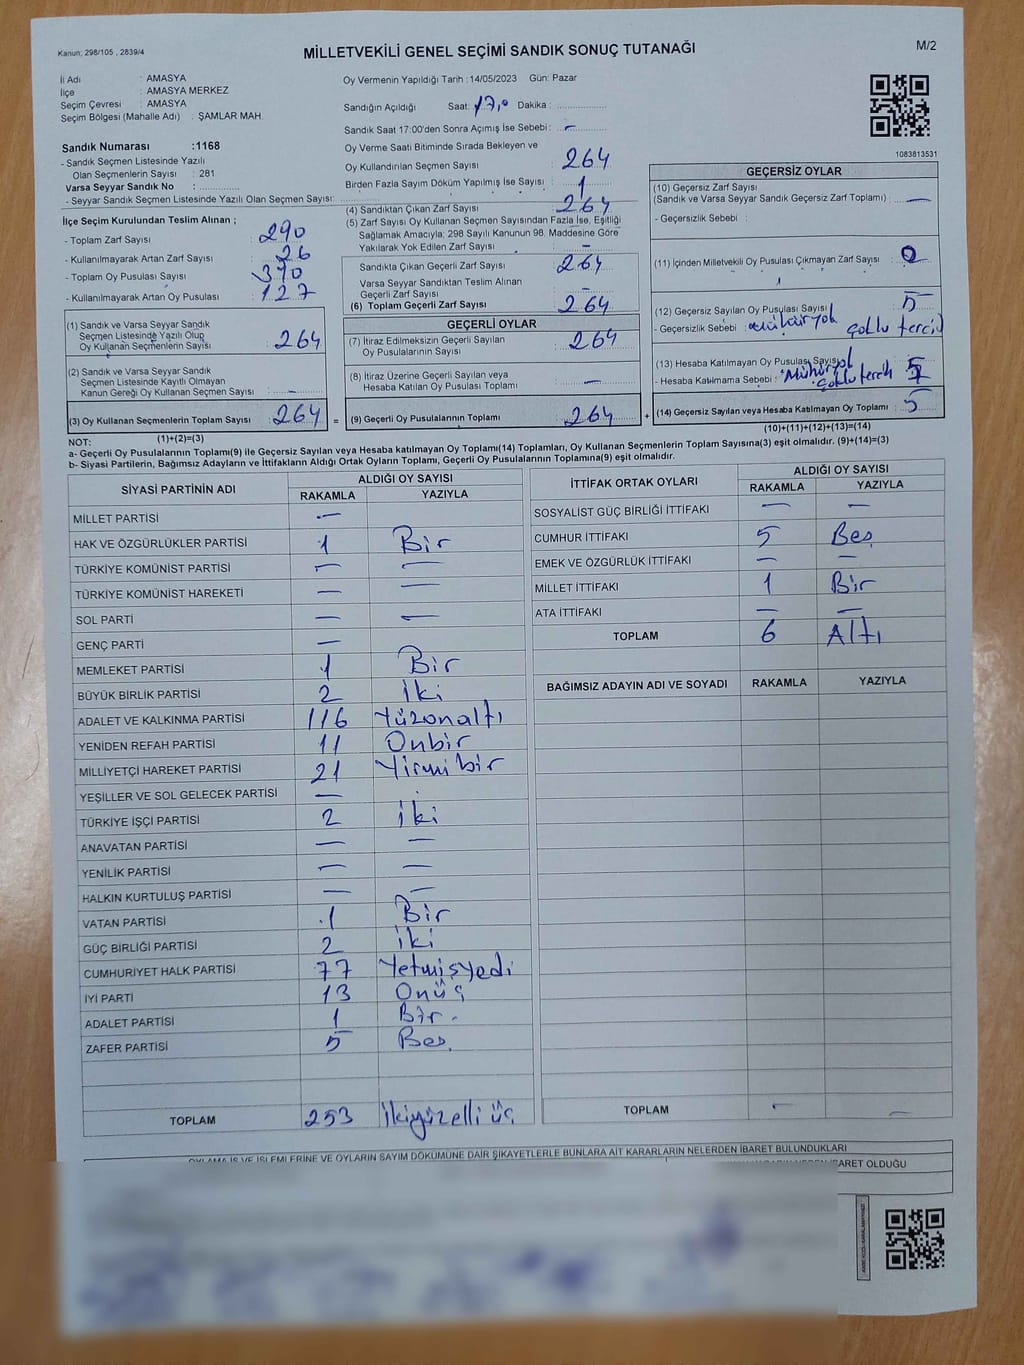 Kanun; 298/105 , 2839/4
MİLLETVEKİLİ GENEL SEÇİMİ SANDIK SONUÇ TUTANAĞI
M/2
İl Adı : AMASYA
İlçe : AMASYA MERKEZ
Seçim Çevresi : AMASYA
Seçim Bölgesi (Mahalle Adı) : ŞAMLAR MAH.
Sandık Numarası :1168
- Sandık Seçmen Listesinde Yazılı
Olan Seçmenlerin Sayısı : 281
Varsa Seyyar Sandık No : ..............
- Seyyar Sandık Seçmen Listesinde Yazılı Olan Seçmen Sayısı:
İlçe Seçim Kurulundan Teslim Alınan ;
- Toplam Zarf Sayısı : 290
- Kullanılmayarak Artan Zarf Sayısı : 26
- Toplam Oy Pusulası Sayısı : 390
- Kullanılmayarak Artan Oy Pusulası : 127
Oy Vermenin Yapıldığı Tarih :14/05/2023 Gün: Pazar
Sandığın Açıldığı Saat: 17,0 Dakika :
Sandık Saat 17:00'den Sonra Açımış İse Sebebi : –
Oy Verme Saati Bitiminde Sırada Bekleyen ve
Oy Kullandırılan Seçmen Sayısı 264
Birden Fazla Sayım Döküm Yapılmış İse Sayısı 1
(4) Sandıktan Çıkan Zarf Sayısı : 264
(5) Zarf Sayısı Oy Kullanan Seçmen Sayısından Fazla İse, Eşitliği
Sağlamak Amacıyla; 298 Sayılı Kanunun 98. Maddesine Göre
Yakılarak Yok Edilen Zarf Sayısı : –
Sandıkta Çıkan Geçerli Zarf Sayısı : 264
Varsa Seyyar Sandıktan Teslim Alınan
Geçerli Zarf Sayısı : –
(6) Toplam Geçerli Zarf Sayısı : 264
1083813531
GEÇERSİZ OYLAR
(10) Geçersiz Zarf Sayısı
(Sandık ve Varsa Seyyar Sandık Geçersiz Zarf Toplamı) : –
- Geçersizlik Sebebi :
(11) İçinden Milletvekili Oy Pusulası Çıkmayan Zarf Sayısı : 0
(12) Geçersiz Sayılan Oy Pusulası Sayısı : 5
- Geçersizlik Sebebi : mühür yok çoklu tercih
(13) Hesaba Katılmayan Oy Pusulası Sayısı
- Hesaba Katılmama Sebebi : Mühür yol çoklu tercih 5
(14) Geçersiz Sayılan veya Hesaba Katılmayan Oy Toplamı : 5
(10)+(11)+(12)+(13)=(14)
(1) Sandık ve Varsa Seyyar Sandık
Seçmen Listesinde Yazılı Olup
Oy Kullanan Seçmenlerin Sayısı : 264
(2) Sandık ve Varsa Seyyar Sandık
Seçmen Listesinde Kayıtlı Olmayan
Kanun Gereği Oy Kullanan Seçmen Sayısı : –
(3) Oy Kullanan Seçmenlerin Toplam Sayısı : 264 =
(1)+(2)=(3)
GEÇERLİ OYLAR
(7) İtiraz Edilmeksizin Geçerli Sayılan
Oy Pusulalarının Sayısı : 264
(8) İtiraz Üzerine Geçerli Sayılan veya
Hesaba Katılan Oy Pusulası Toplamı : –
(9) Geçerli Oy Pusulalarının Toplamı : 264 +
NOT:
a- Geçerli Oy Pusulalarının Toplamı(9) ile Geçersiz Sayılan veya Hesaba katılmayan Oy Toplamı(14) Toplamları, Oy Kullanan Seçmenlerin Toplam Sayısına(3) eşit olmalıdır. (9)+(14)=(3)
b- Siyasi Partilerin, Bağımsız Adayların ve İttifakların Aldığı Ortak Oyların Toplamı, Geçerli Oy Pusulalarının Toplamına(9) eşit olmalıdır.
SİYASİ PARTİNİN ADI ALDIĞI OY SAYISI
RAKAMLA YAZIYLA
MİLLET PARTİSİ –
HAK VE ÖZGÜRLÜKLER PARTİSİ 1 Bir
TÜRKİYE KOMÜNİST PARTİSİ – –
TÜRKİYE KOMÜNİST HAREKETİ – –
SOL PARTİ – –
GENÇ PARTİ –
MEMLEKET PARTİSİ 1 Bir
BÜYÜK BİRLİK PARTİSİ 2 İki
ADALET VE KALKINMA PARTİSİ 116 Yüzonaltı
YENİDEN REFAH PARTİSİ 11 Onbir
MİLLİYETÇİ HAREKET PARTİSİ 21 Yirmi bir
YEŞİLLER VE SOL GELECEK PARTİSİ –
TÜRKİYE İŞÇİ PARTİSİ 2 İki
ANAVATAN PARTİSİ – –
YENİLİK PARTİSİ – –
HALKIN KURTULUŞ PARTİSİ – –
VATAN PARTİSİ 1 Bir
GÜÇ BİRLİĞİ PARTİSİ 2 İki
CUMHURİYET HALK PARTİSİ 77 Yetmişyedi
İYİ PARTİ 13 Onüç
ADALET PARTİSİ 1 Bir
ZAFER PARTİSİ 5 Beş
TOPLAM 253 İkiyüzelli üç
İTTİFAK ORTAK OYLARI ALDIĞI OY SAYISI
RAKAMLA YAZIYLA
SOSYALİST GÜÇ BİRLİĞİ İTTİFAKI – –
CUMHUR İTTİFAKI 5 Beş
EMEK VE ÖZGÜRLÜK İTTİFAKI – –
MİLLET İTTİFAKI 1 Bir
ATA İTTİFAKI – –
TOPLAM 6 Altı
BAĞIMSIZ ADAYIN ADI VE SOYADI RAKAMLA YAZIYLA
TOPLAM – –
OYLAMA İŞ VE İŞLEMLERİNE VE OYLARIN SAYIM DÖKÜMÜNE DAİR ŞİKAYETLERLE BUNLARA AİT KARARLARIN NELERDEN İBARET BULUNDUKLARI
İBARET OLDUĞU